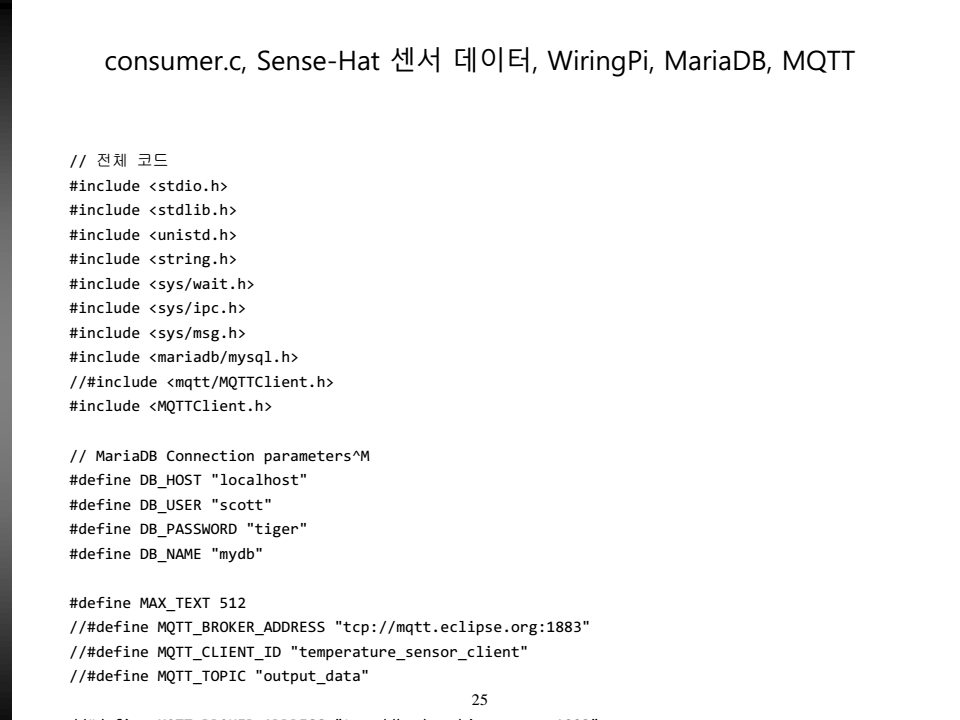 consumer.c, Sense-Hat 센서 데이터, WiringPi, MariaDB, MQTT
// 전체 코드
#include <stdio.h>
#include <stdlib.h>
#include <unistd.h>
#include <string.h>
#include <sys/wait.h>
#include <sys/ipc.h>
#include <sys/msg.h>
#include <mariadb/mysql.h>
//#include <mqtt/MQTTClient.h>
#include <MQTTClient.h>
// MariaDB Connection parameters^M
#define DB_HOST "localhost"
#define DB_USER "scott"
#define DB_PASSWORD "tiger"
#define DB_NAME "mydb"
#define MAX_TEXT 512
//#define MQTT_BROKER_ADDRESS "tcp://mqtt.eclipse.org:1883"
//#define MQTT_CLIENT_ID "temperature_sensor_client"
//#define MQTT_TOPIC "output_data"
25